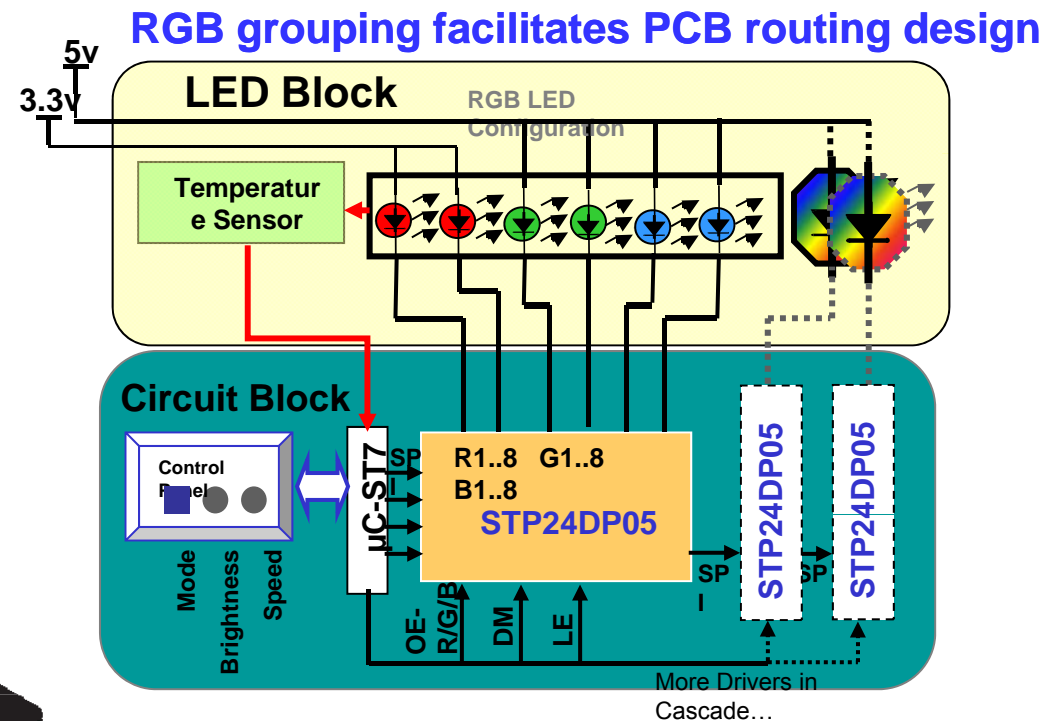 RGB grouping facilitates PCB routing design
5v
3.3v
LED Block
RGB LED
Configuration
Temperatur
e Sensor
Circuit Block
Control
Panel
Mode
Brightness
Speed
µC-ST7
SP
I
R1..8 G1..8
B1..8
STP24DP05
OE-
R/G/B
DM
LE
SP
I
STP24DP05
SP
STP24DP05
More Drivers in
Cascade…